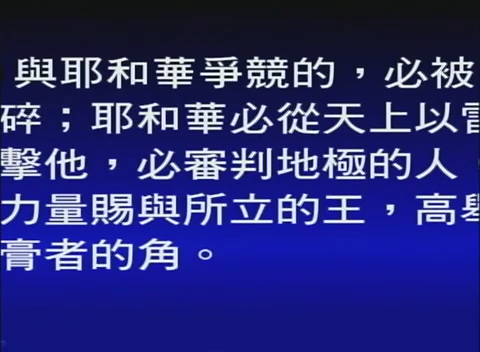 與耶和華爭競的，必被
碎；耶和華必從天上以雷
擊他，必審判地極的人，
力量賜與所立的王，高舉
膏者的角。